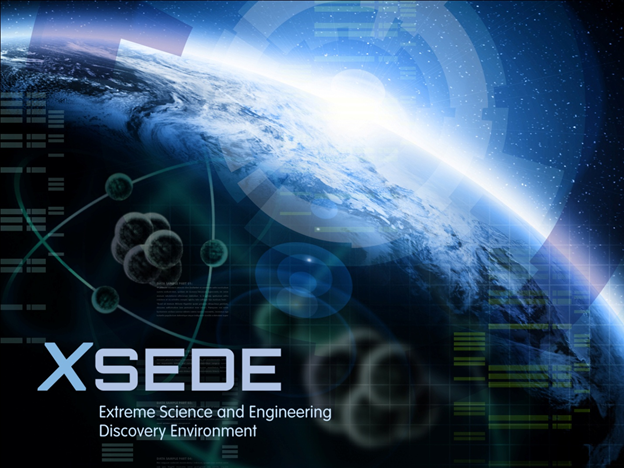 XSEDE
Extreme Science and Engineering
Discovery Environment